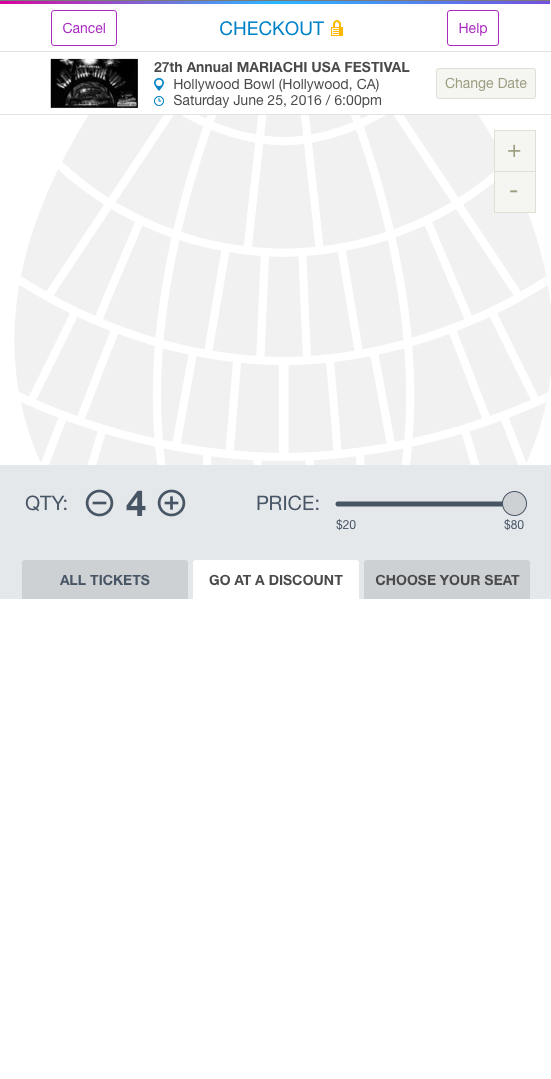 Cancel
CHECKOUT
Help
27th Annual MARIACHI USA FESTIVAL
Hollywood Bowl (Hollywood, CA)
Saturday June 25, 2016 / 6:00pm
Change Date
+
-
QTY: 4 PRICE:
$20 $80
ALL TICKETS
GO AT A DISCOUNT
CHOOSE YOUR SEAT